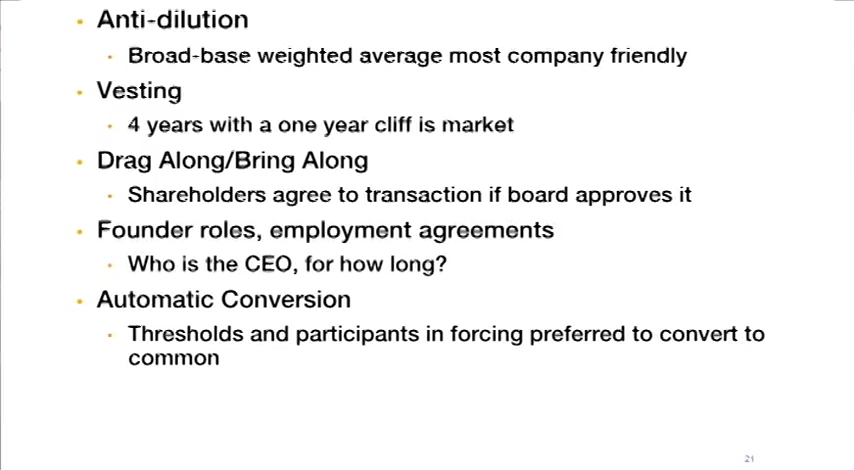 • Anti-dilution
• Broad-base weighted average most company friendly
• Vesting
• 4 years with a one year cliff is market
• Drag Along/Bring Along
• Shareholders agree to transaction if board approves it
• Founder roles, employment agreements
• Who is the CEO, for how long?
• Automatic Conversion
• Thresholds and participants in forcing preferred to convert to
common
21